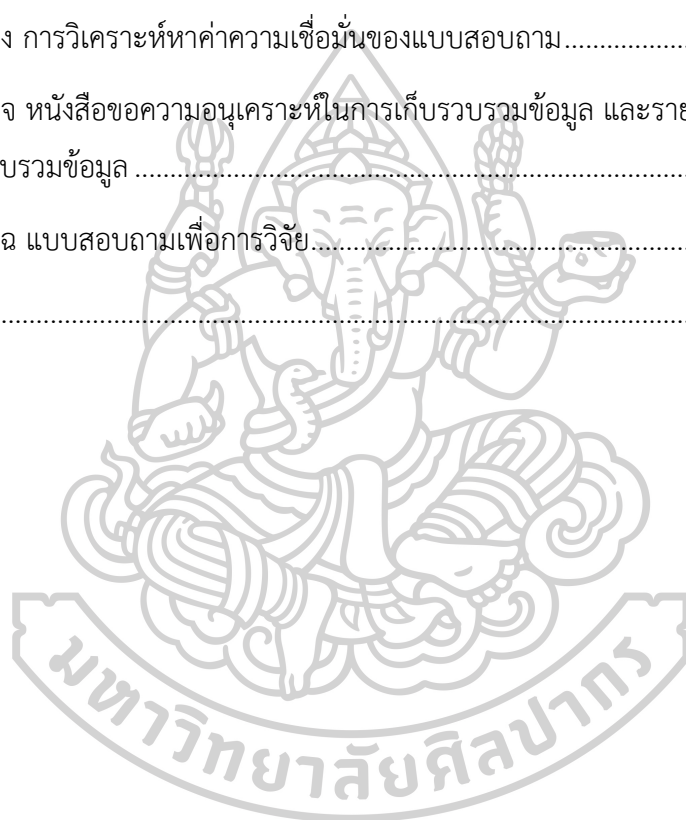 ง การวิเคราะห์หาค่าความเชื่อมั่นของแบบสอบถาม..................
จ หนังสือขอความอนุเคราะห์ในการเก็บรวบรวมข้อมูล และราย
บรวมข้อมูล ..................................................................................
ฉ แบบสอบถามเพื่อการวิจัย.......................................................
........................................................................................................
มหาวิทยาลัยศิลปากร